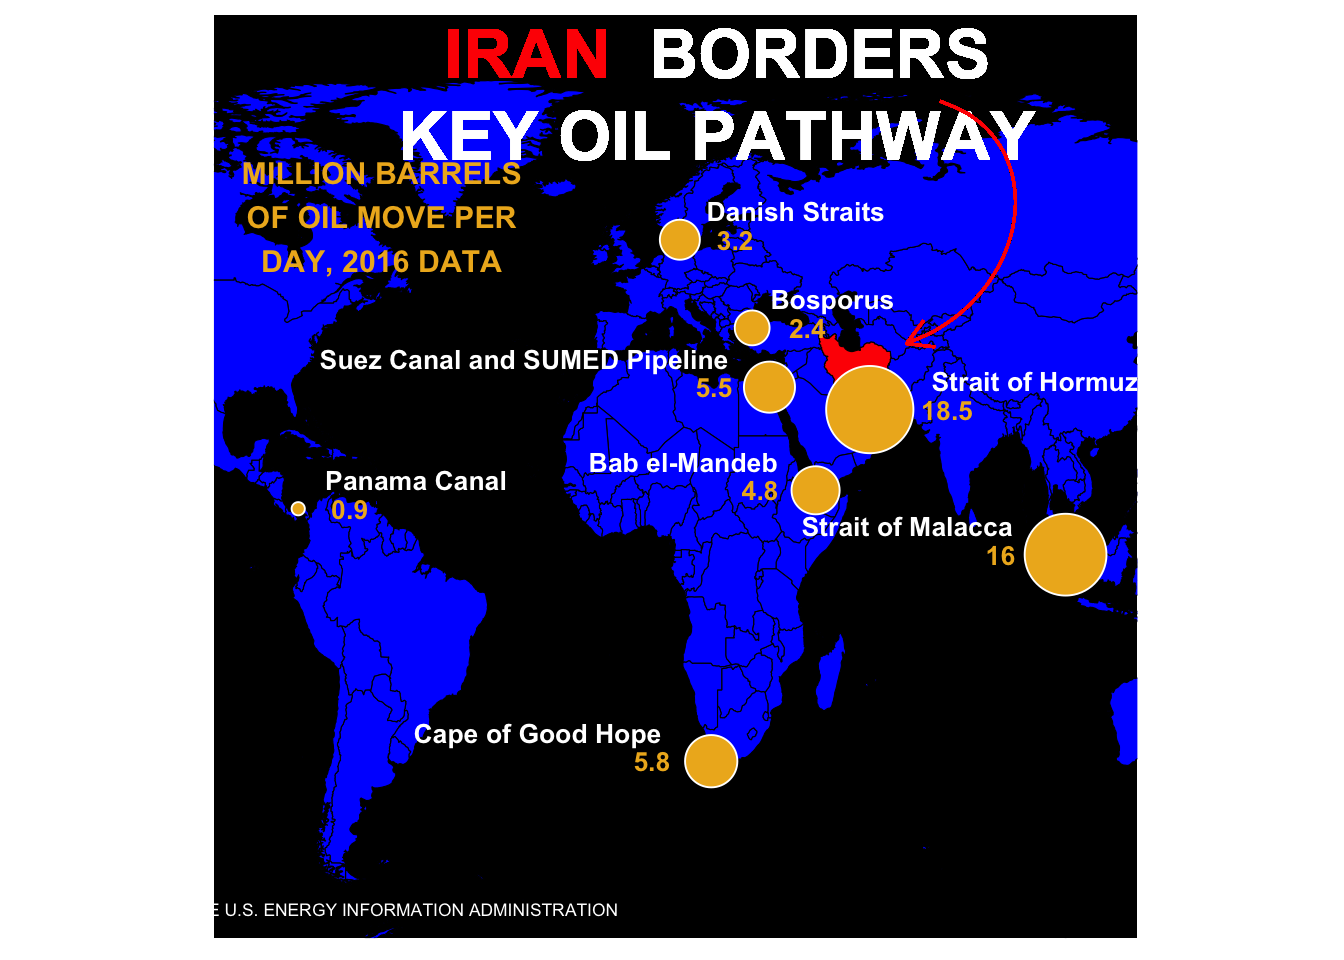 IRAN BORDERS
KEY OIL PATHWAY
MILLION BARRELS
OF OIL MOVE PER
DAY, 2016 DATA
Danish Straits
3.2
Bosporus
2.4
Suez Canal and SUMED Pipeline
5.5
Strait of Hormuz
18.5
Bab el-Mandeb
4.8
Panama Canal
0.9
Strait of Malacca
16
Cape of Good Hope
5.8
E U.S. ENERGY INFORMATION ADMINISTRATION